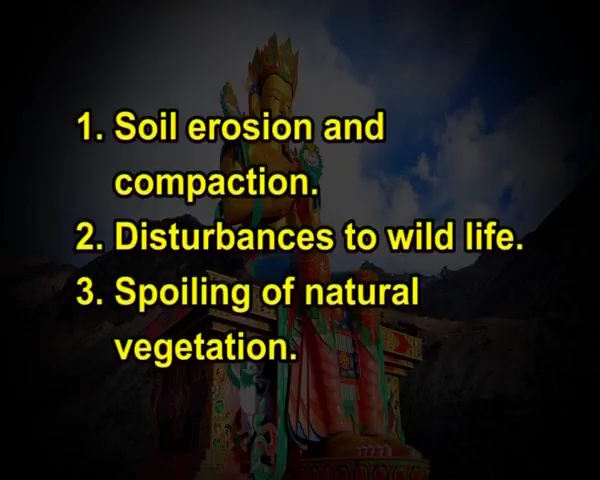 1. Soil erosion and
compaction.
2. Disturbances to wild life.
3. Spoiling of natural
vegetation.